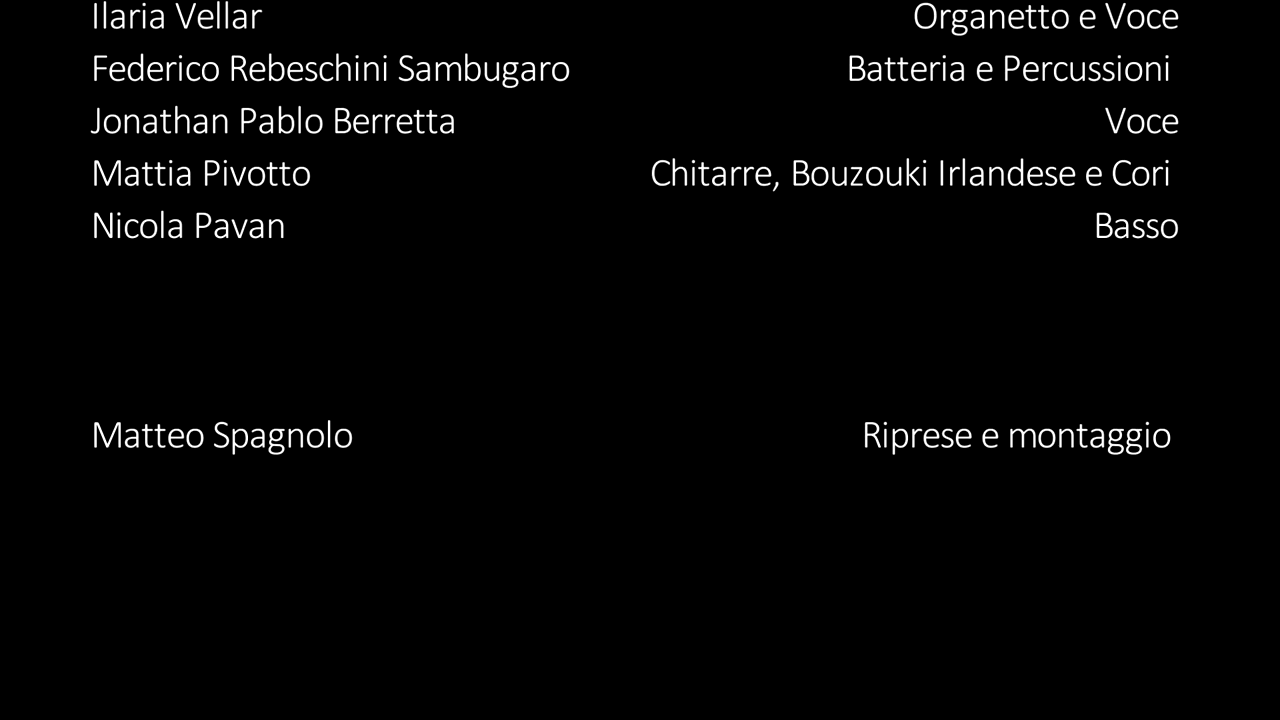 Ilaria Vellar Organetto e Voce
Federico Rebeschini Sambugaro Batteria e Percussioni
Jonathan Pablo Berretta Voce
Mattia Pivotto Chitarre, Bouzouki Irlandese e Cori
Nicola Pavan Basso
Matteo Spagnolo Riprese e montaggio